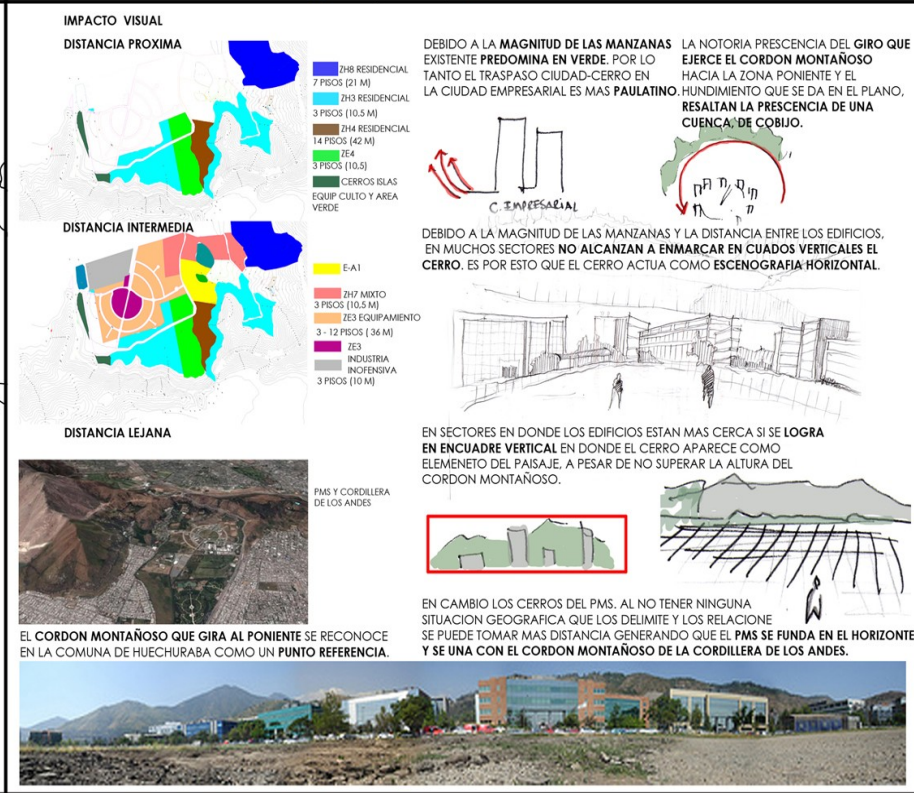 IMPACTO VISUAL
DISTANCIA PROXIMA
ZH8 RESIDENCIAL
7 PISOS (21 M)
ZH3 RESIDENCIAL
3 PISOS (10,5 M)
ZH4 RESIDENCIAL
14 PISOS (42 M)
ZE4
3 PISOS (10,5)
CERROS ISLAS
EQUIP CULTO Y AREA
VERDE
DISTANCIA INTERMEDIA
E-A1
ZH7 MIXTO
3 PISOS (10,5 M)
ZE3 EQUIPAMIENTO
3 - 12 PISOS ( 36 M)
ZE3
INDUSTRIA
INOFENSIVA
3 PISOS (10 M)
DISTANCIA LEJANA
PMS Y CORDILLERA
DE LOS ANDES
EL CORDON MONTAÑOSO QUE GIRA AL PONIENTE SE RECONOCE
EN LA COMUNA DE HUECHURABA COMO UN PUNTO REFERENCIA.
DEBIDO A LA MAGNITUD DE LAS MANZANAS
EXISTENTE PREDOMINA EN VERDE. POR LO
TANTO EL TRASPASO CIUDAD-CERRO EN
LA CIUDAD EMPRESARIAL ES MAS PAULATINO.
C. EMPRESARIAL
LA NOTORIA PRESCENCIA DEL GIRO QUE
EJERCE EL CORDON MONTAÑOSO
HACIA LA ZONA PONIENTE Y EL
HUNDIMIENTO QUE SE DA EN EL PLANO,
RESALTAN LA PRESCENCIA DE UNA
CUENCA, DE COBIJO.
DEBIDO A LA MAGNITUD DE LAS MANZANAS Y LA DISTANCIA ENTRE LOS EDIFICIOS,
EN MUCHOS SECTORES NO ALCANZAN A ENMARCAR EN CUADOS VERTICALES EL
CERRO. ES POR ESTO QUE EL CERRO ACTUA COMO ESCENOGRAFIA HORIZONTAL.
EN SECTORES EN DONDE LOS EDIFICIOS ESTAN MAS CERCA SI SE LOGRA
EN ENCUADRE VERTICAL EN DONDE EL CERRO APARECE COMO
ELEMENETO DEL PAISAJE, A PESAR DE NO SUPERAR LA ALTURA DEL
CORDON MONTAÑOSO.
EN CAMBIO LOS CERROS DEL PMS. AL NO TENER NINGUNA
SITUACION GEOGRAFICA QUE LOS DELIMITE Y LOS RELACIONE
SE PUEDE TOMAR MAS DISTANCIA GENERANDO QUE EL PMS SE FUNDA EN EL HORIZONTE
Y SE UNA CON EL CORDON MONTAÑOSO DE LA CORDILLERA DE LOS ANDES.